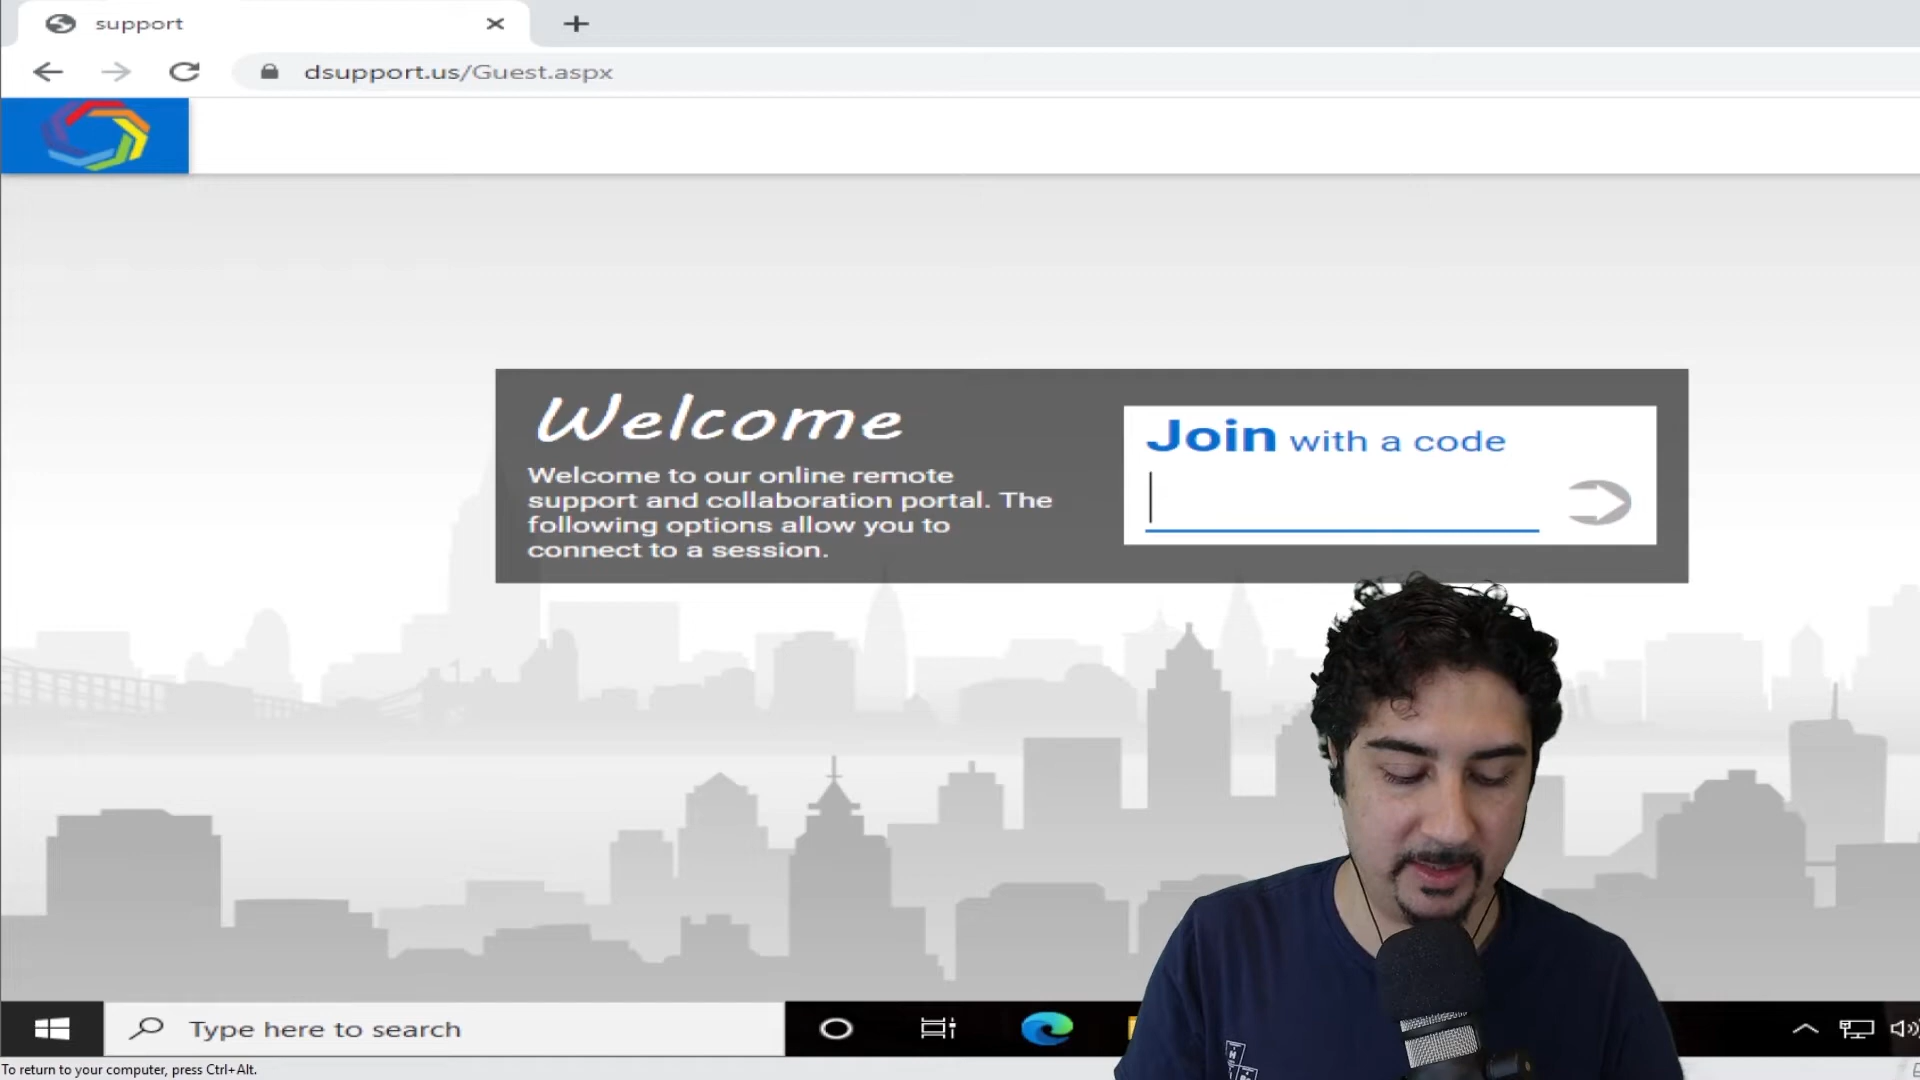 support
dsupport.us/Guest.aspx
Welcome
Welcome to our online remote
support and collaboration portal. The
following options allow you to
connect to a session.
Join with a code
Type here to search
To return to your computer, press Ctrl+Alt.